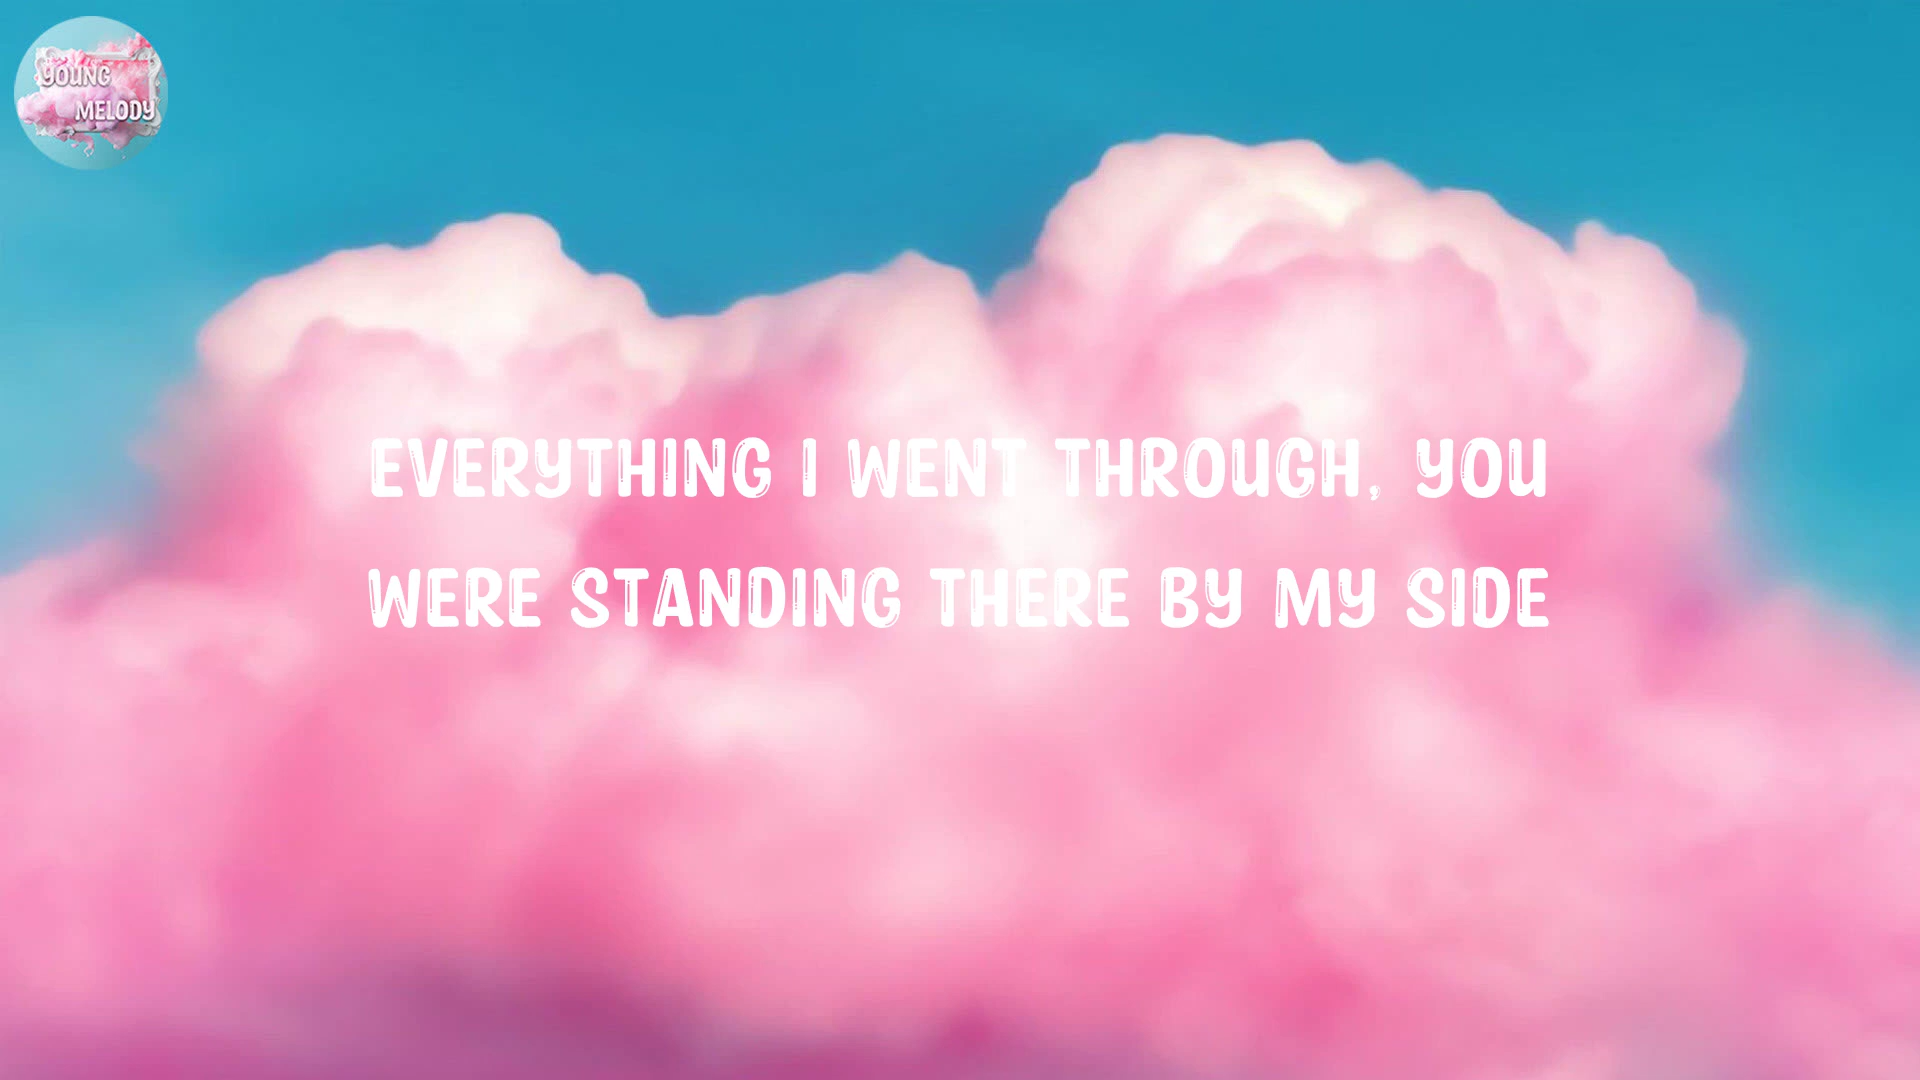 YOUNG
MELODY
EVERYTHING I WENT THROUGH, YOU
WERE STANDING THERE BY MY SIDE